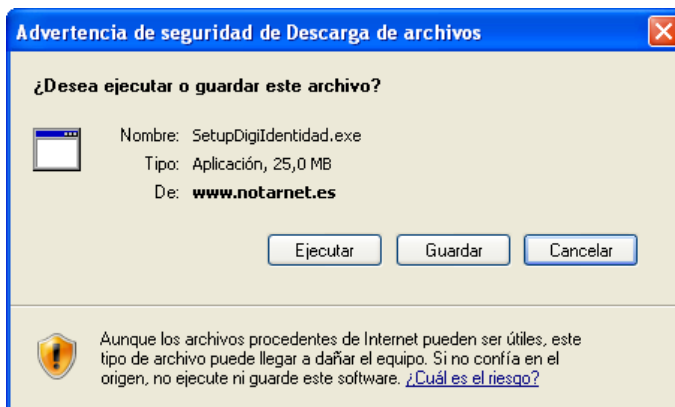 Advertencia de seguridad de Descarga de archivos
¿Desea ejecutar o guardar este archivo?
Nombre: SetupDigiIdentidad.exe
Tipo: Aplicación, 25,0 MB
De: www.notarnet.es
Ejecutar Guardar Cancelar
Aunque los archivos procedentes de Internet pueden ser útiles, este
tipo de archivo puede llegar a dañar el equipo. Si no confía en el
origen, no ejecute ni guarde este software. ¿Cuál es el riesgo?